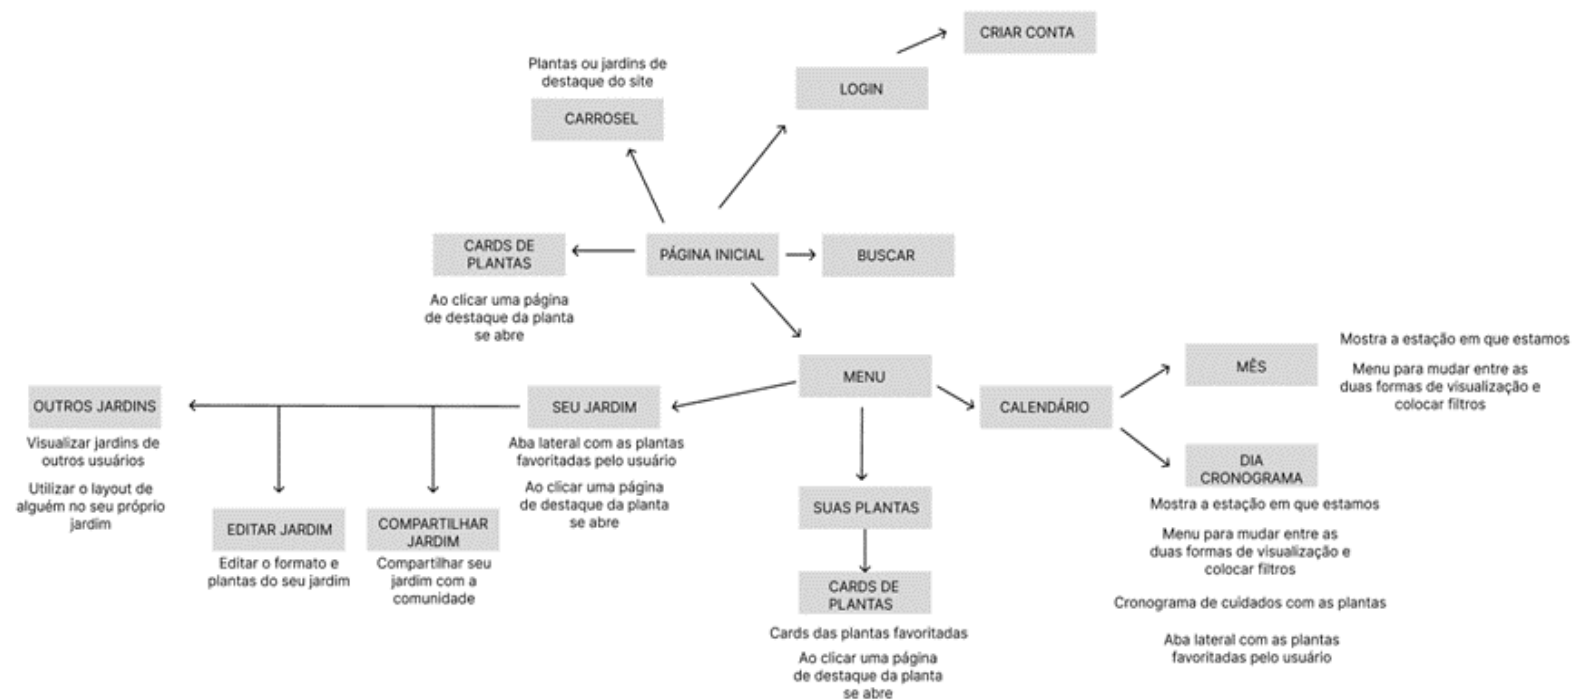 CRIAR CONTA
Plantas ou jardins de
destaque do site
LOGIN
CARROSEL
CARDS DE
PLANTAS
PÁGINA INICIAL
BUSCAR
Ao clicar uma página
de destaque da planta
se abre
MENU
MÊS
Mostra a estação em que estamos
Menu para mudar entre as
duas formas de visualização e
colocar filtros
OUTROS JARDINS
Visualizar jardins de
outros usuários
Utilizar o layout de
alguém no seu próprio
jardim
SEU JARDIM
Aba lateral com as plantas
favoritadas pelo usuário
Ao clicar uma página
de destaque da planta
se abre
CALENDÁRIO
DIA
CRONOGRAMA
Mostra a estação em que estamos
Menu para mudar entre as
duas formas de visualização e
colocar filtros
Cronograma de cuidados com as plantas
Aba lateral com as plantas
favoritadas pelo usuário
EDITAR JARDIM
Editar o formato e
plantas do seu jardim
COMPARTILHAR
JARDIM
Compartilhar seu
jardim com a
comunidade
SUAS PLANTAS
CARDS DE
PLANTAS
Cards das plantas favoritadas
Ao clicar uma página
de destaque da planta
se abre